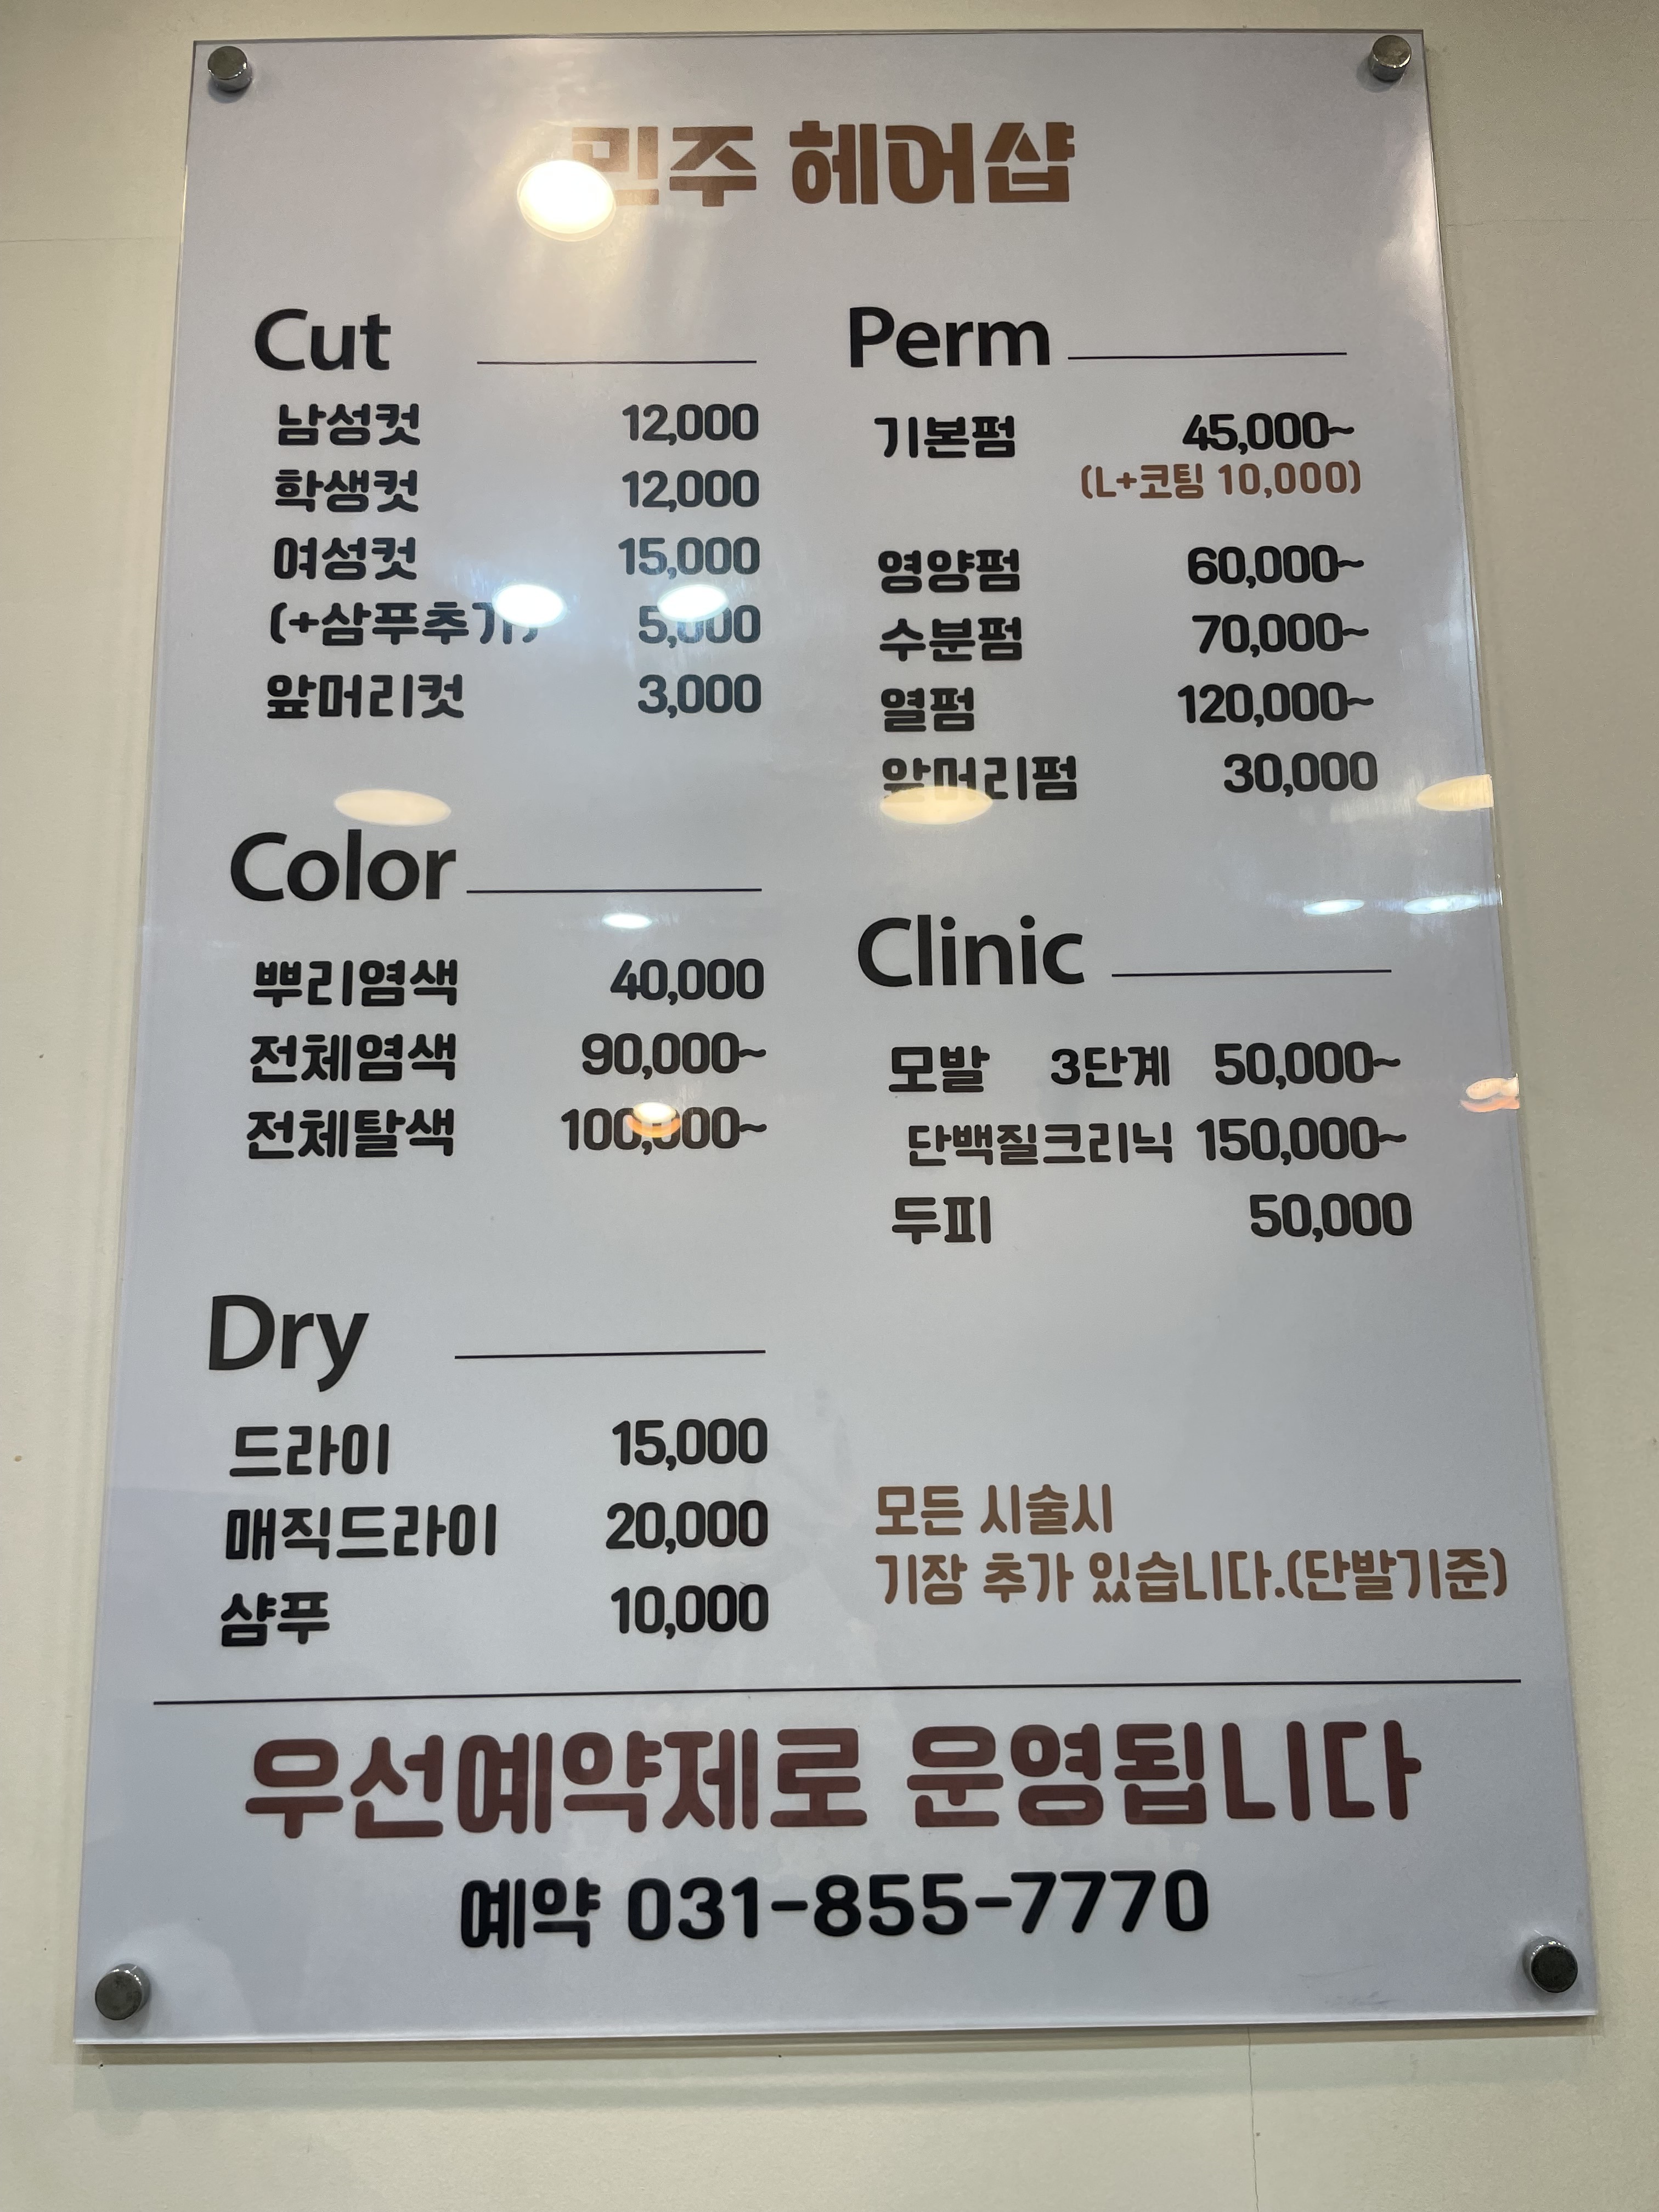 민주 헤어샵
Cut
남성컷 12,000
학생컷 12,000
여성컷 15,000
(+삼푸추가) 5,000
앞머리컷 3,000
Color
뿌리염색 40,000
전체염색 90,000~
전체탈색 100,000~
Dry
드라이 15,000
매직드라이 20,000
샴푸 10,000
Perm
기본펌 45,000~
(L+코팅 10,000)
영양펌 60,000~
수분펌 70,000~
열펌 120,000~
앞머리펌 30,000
Clinic
모발 3단계 50,000~
단백질크리닉 150,000~
두피 50,000
모든 시술시
기장 추가 있습니다.(단발기준)
우선예약제로 운영됩니다
예약 031-855-7770